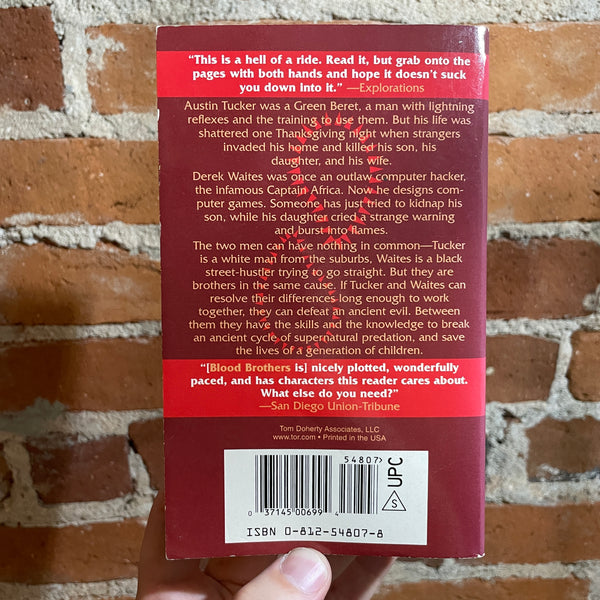 “This is a hell of a ride. Read it, but grab onto the
pages with both hands and hope it doesn’t suck
you down into it.” —Explorations
Austin Tucker was a Green Beret, a man with lightning
reflexes and the training to use them. But his life was
shattered one Thanksgiving night when strangers
invaded his home and killed his son, his
daughter, and his wife.
Derek Waites was once an outlaw computer hacker,
the infamous Captain Africa. Now he designs com-
puter games. Someone has just tried to kidnap his
son, while his daughter cried a strange warning
and burst into flames.
The two men can have nothing in common—Tucker
is a white man from the suburbs, Waites is a black
street-hustler trying to go straight. But they are
brothers in the same cause. If Tucker and Waites can
resolve their differences long enough to work
together, they can defeat an ancient evil. Between
them they have the skills and the knowledge to break
an ancient cycle of supernatural predation, and save
the lives of a generation of children.
“[Blood Brothers is] nicely plotted, wonderfully
paced, and has characters this reader cares about.
What else do you need?”
—San Diego Union-Tribune
Tom Doherty Associates, LLC
www.tor.com • Printed in the USA
54807>
0 37145 00699 4
S UPC
ISBN 0-812-54807-8